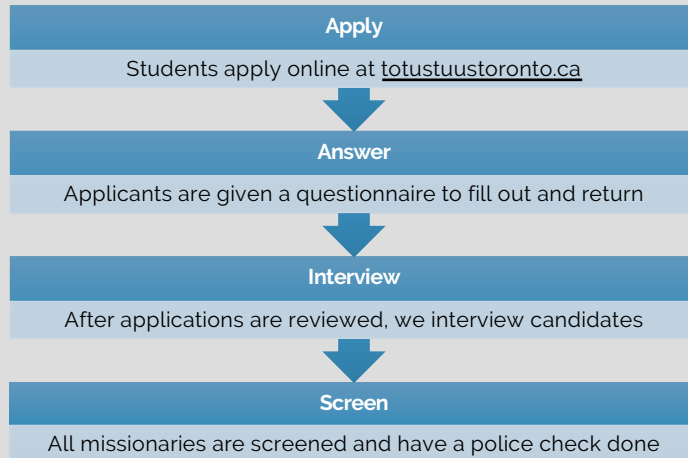 Apply
Students apply online at totustuustoronto.ca
Answer
Applicants are given a questionnaire to fill out and return
Interview
After applications are reviewed, we interview candidates
Screen
All missionaries are screened and have a police check done